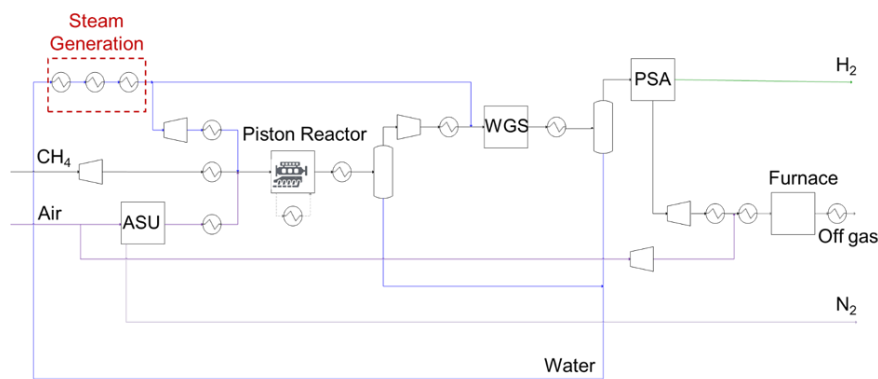 Steam
Generation
PSA
H₂
Piston Reactor
WGS
CH₄
Furnace
Air
ASU
Off gas
N₂
Water